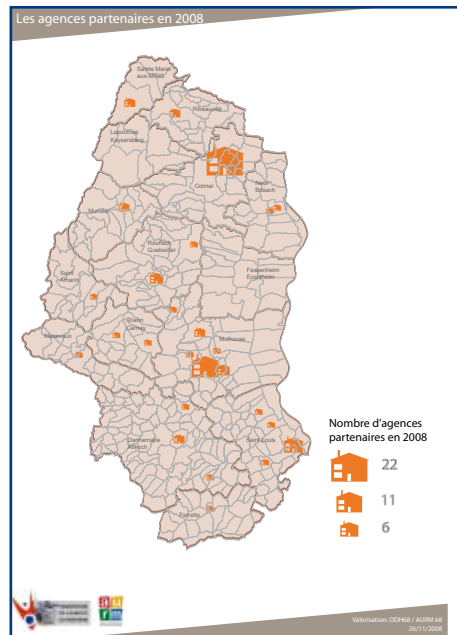 Les agences partenaires en 2008
Sainte Marie-
aux-Mines
Ribeauvillé
Lapoutroie
Kaysersberg
Colmar
Neuf
Brisach
Munster
Rouffach
Guebwiller
Fessenheim
Ensisheim
Saint
Amarin
Thann
Cernay
Masevaux
Mulhouse
Dannemarie
Altkirch
Saint-Louis
Ferrette
Nombre d'agences
partenaires en 2008
22
11
6
Valorisation: ODH68 / AURM 68
26/11/2008